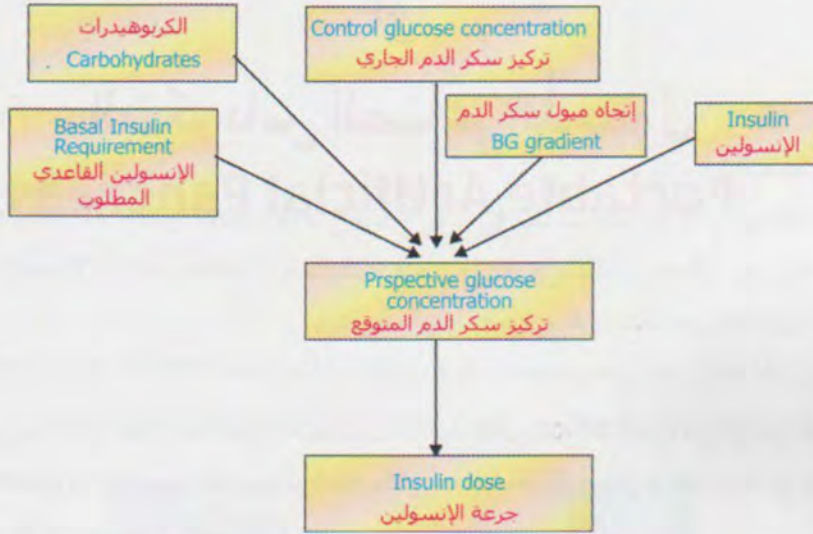 الكربوهيدرات
Carbohydrates
Control glucose concentration
تركيز سكر الدم الجاري
Basal Insulin
Requirement
الإنسولين القاعدي
المطلوب
إتجاه ميول سكر الدم
BG gradient
Insulin
الإنسولين
Prspective glucose
concentration
تركيز سكر الدم المتوقع
Insulin dose
جرعة الإنسولين